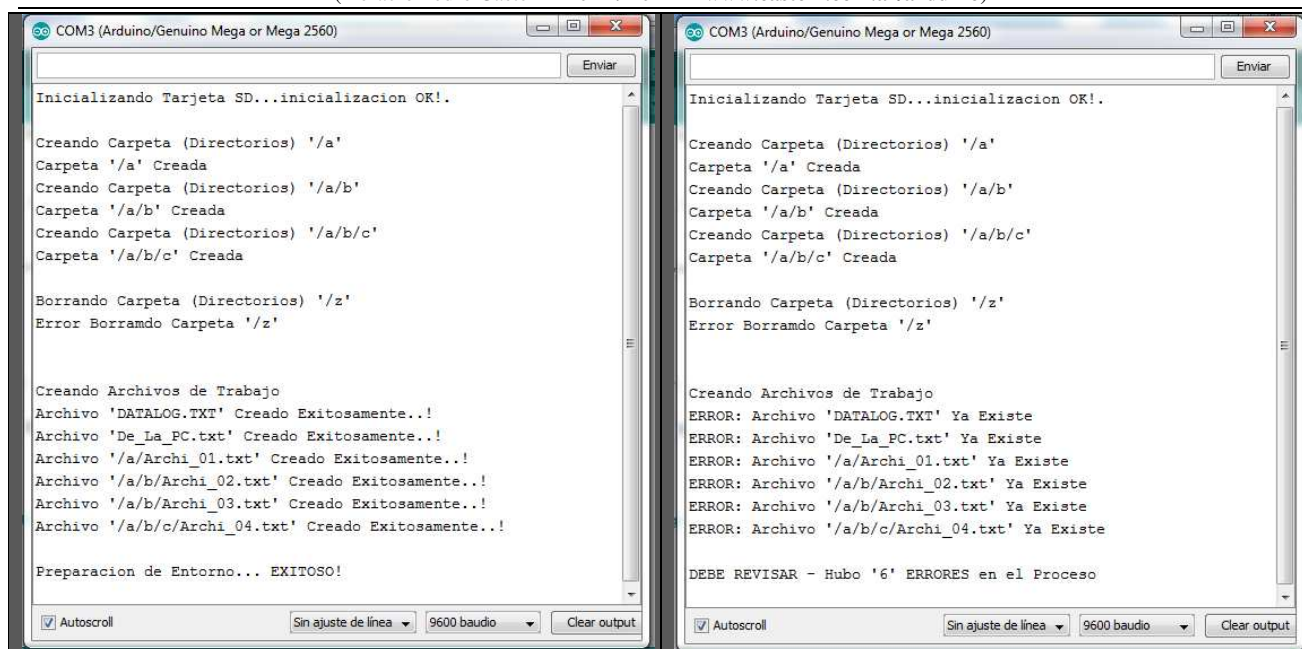 COM3 (Arduino/Genuino Mega or Mega 2560)
Enviar
Inicializando Tarjeta SD...inicializacion OK!.
Creando Carpeta (Directorios) '/a'
Carpeta '/a' Creada
Creando Carpeta (Directorios) '/a/b'
Carpeta '/a/b' Creada
Creando Carpeta (Directorios) '/a/b/c'
Carpeta '/a/b/c' Creada
Borrando Carpeta (Directorios) '/z'
Error Borramdo Carpeta '/z'
Creando Archivos de Trabajo
Archivo 'DATALOG.TXT' Creado Exitosamente..!
Archivo 'De_La_PC.txt' Creado Exitosamente..!
Archivo '/a/Archi_01.txt' Creado Exitosamente..!
Archivo '/a/b/Archi_02.txt' Creado Exitosamente..!
Archivo '/a/b/Archi_03.txt' Creado Exitosamente..!
Archivo '/a/b/c/Archi_04.txt' Creado Exitosamente..!
Preparacion de Entorno... EXITOSO!
Autoscroll
Sin ajuste de línea
9600 baudio
Clear output
COM3 (Arduino/Genuino Mega or Mega 2560)
Enviar
Inicializando Tarjeta SD...inicializacion OK!.
Creando Carpeta (Directorios) '/a'
Carpeta '/a' Creada
Creando Carpeta (Directorios) '/a/b'
Carpeta '/a/b' Creada
Creando Carpeta (Directorios) '/a/b/c'
Carpeta '/a/b/c' Creada
Borrando Carpeta (Directorios) '/z'
Error Borramdo Carpeta '/z'
Creando Archivos de Trabajo
ERROR: Archivo 'DATALOG.TXT' Ya Existe
ERROR: Archivo 'De_La_PC.txt' Ya Existe
ERROR: Archivo '/a/Archi_01.txt' Ya Existe
ERROR: Archivo '/a/b/Archi_02.txt' Ya Existe
ERROR: Archivo '/a/b/Archi_03.txt' Ya Existe
ERROR: Archivo '/a/b/c/Archi_04.txt' Ya Existe
DEBE REVISAR - Hubo '6' ERRORES en el Proceso
Autoscroll
Sin ajuste de línea
9600 baudio
Clear output